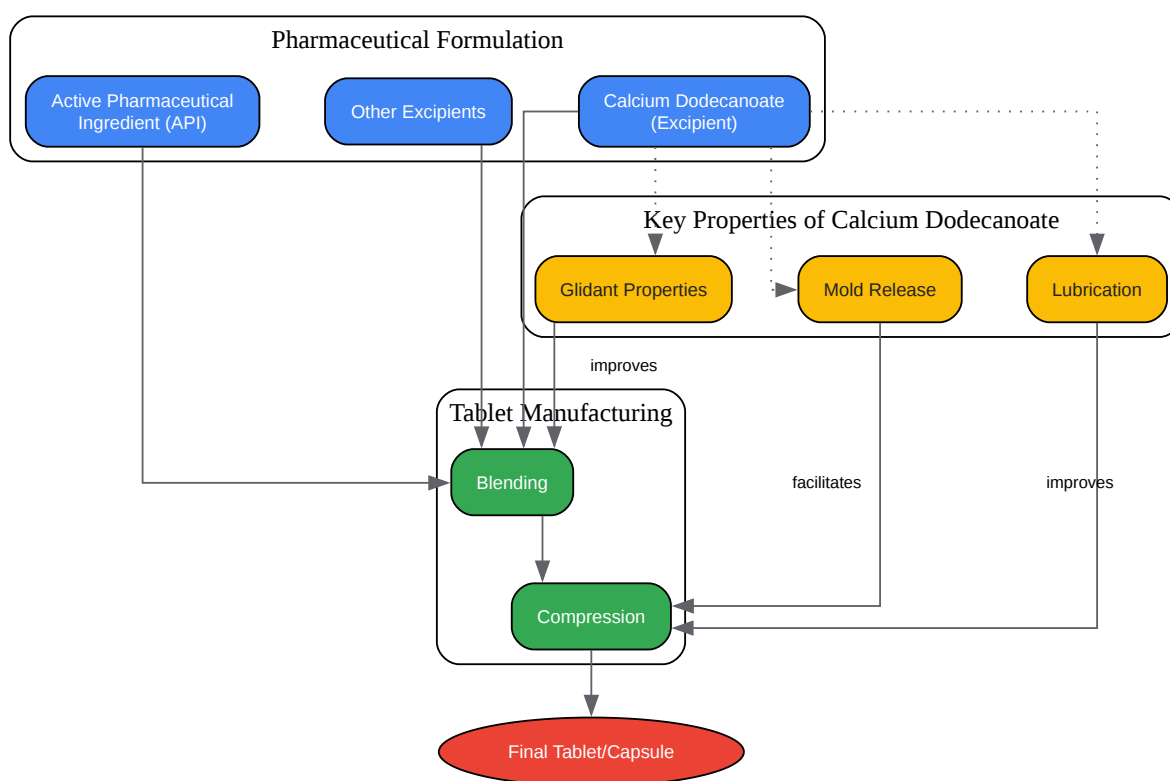 Pharmaceutical Formulation
Active Pharmaceutical
Ingredient (API)
Other Excipients
Calcium Dodecanoate
(Excipient)
Key Properties of Calcium Dodecanoate
Glidant Properties
Mold Release
Lubrication
improves
Tablet Manufacturing
Blending
facilitates
improves
Compression
Final Tablet/Capsule